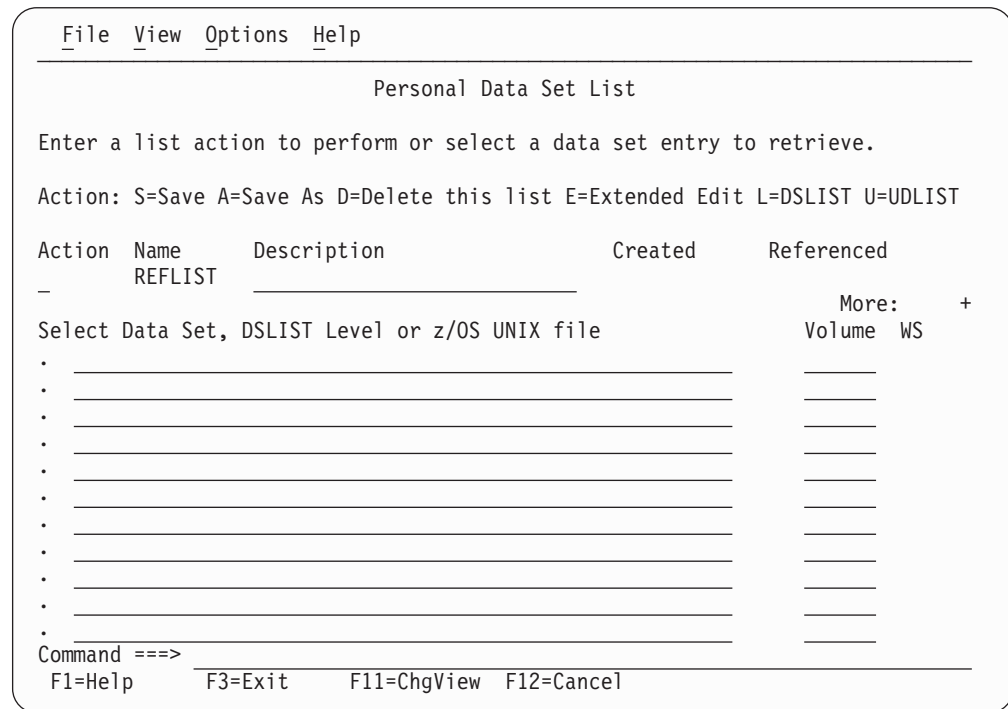 File View Options Help
Personal Data Set List
Enter a list action to perform or select a data set entry to retrieve.
Action: S=Save A=Save As D=Delete this list E=Extended Edit L=DSLIST U=UDLIST
Action Name Description Created Referenced
_ REFLIST
More: +
Select Data Set, DSLIST Level or z/OS UNIX file Volume WS
.
.
.
.
.
.
.
.
.
.
.
Command ===>
F1=Help F3=Exit F11=ChgView F12=Cancel